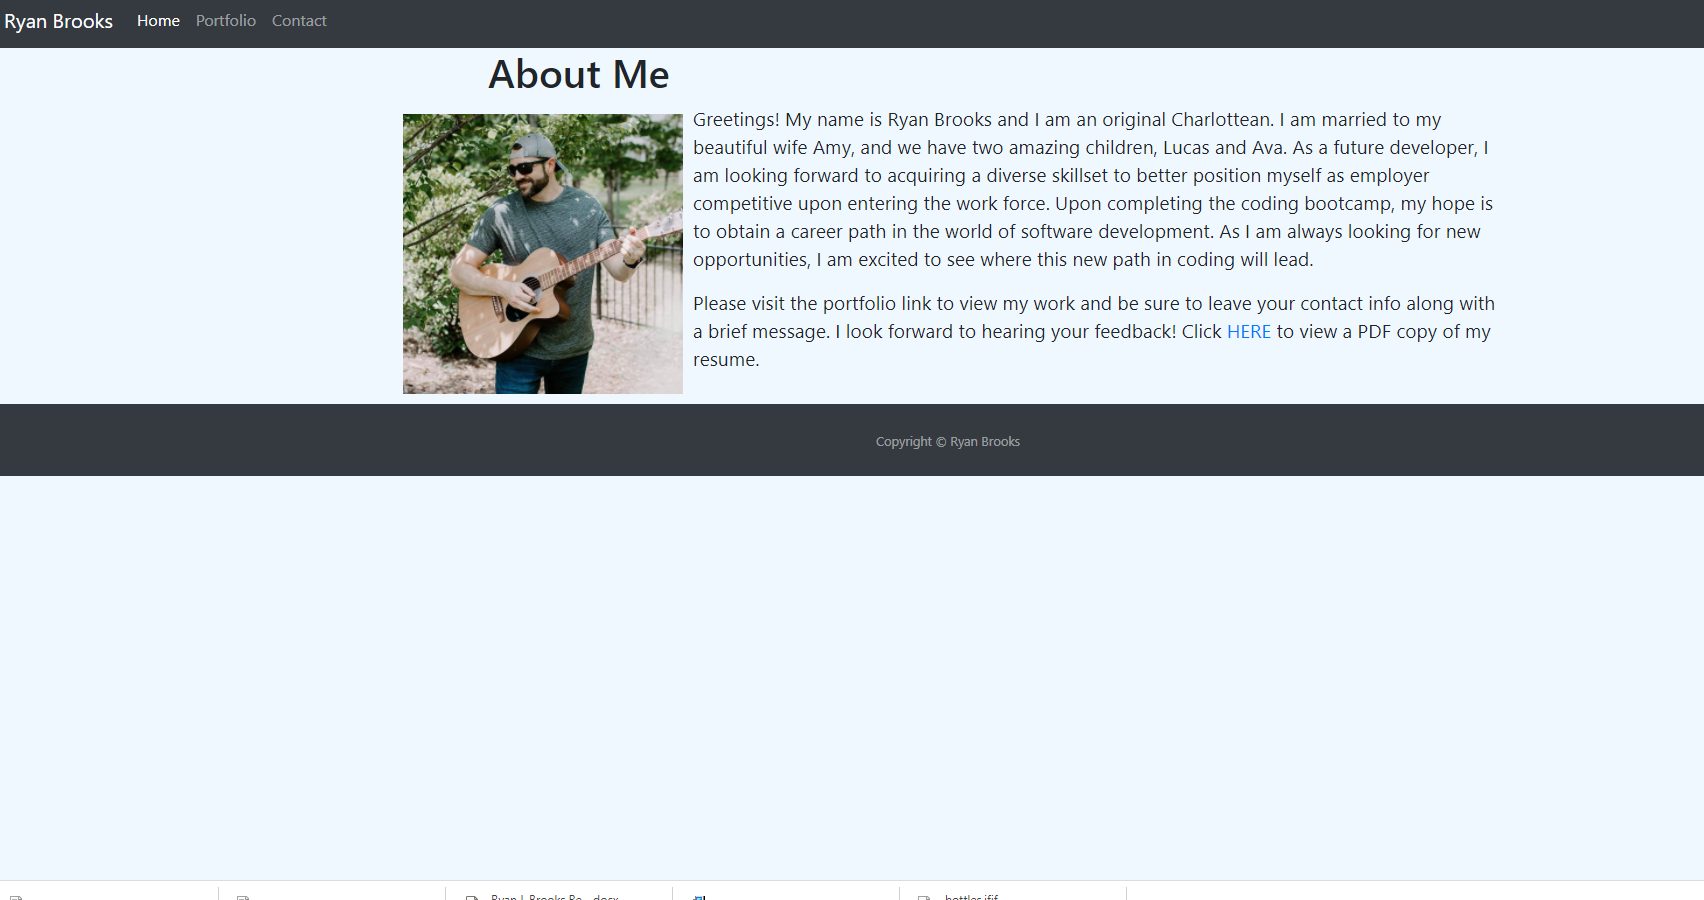 Ryan Brooks Home Portfolio Contact
About Me
Greetings! My name is Ryan Brooks and I am an original Charlottean. I am married to my
beautiful wife Amy, and we have two amazing children, Lucas and Ava. As a future developer, I
am looking forward to acquiring a diverse skillset to better position myself as employer
competitive upon entering the work force. Upon completing the coding bootcamp, my hope is
to obtain a career path in the world of software development. As I am always looking for new
opportunities, I am excited to see where this new path in coding will lead.
Please visit the portfolio link to view my work and be sure to leave your contact info along with
a brief message. I look forward to hearing your feedback! Click HERE to view a PDF copy of my
resume.
Copyright © Ryan Brooks
Ryan J. Brooks Re....docx bottles.jfif